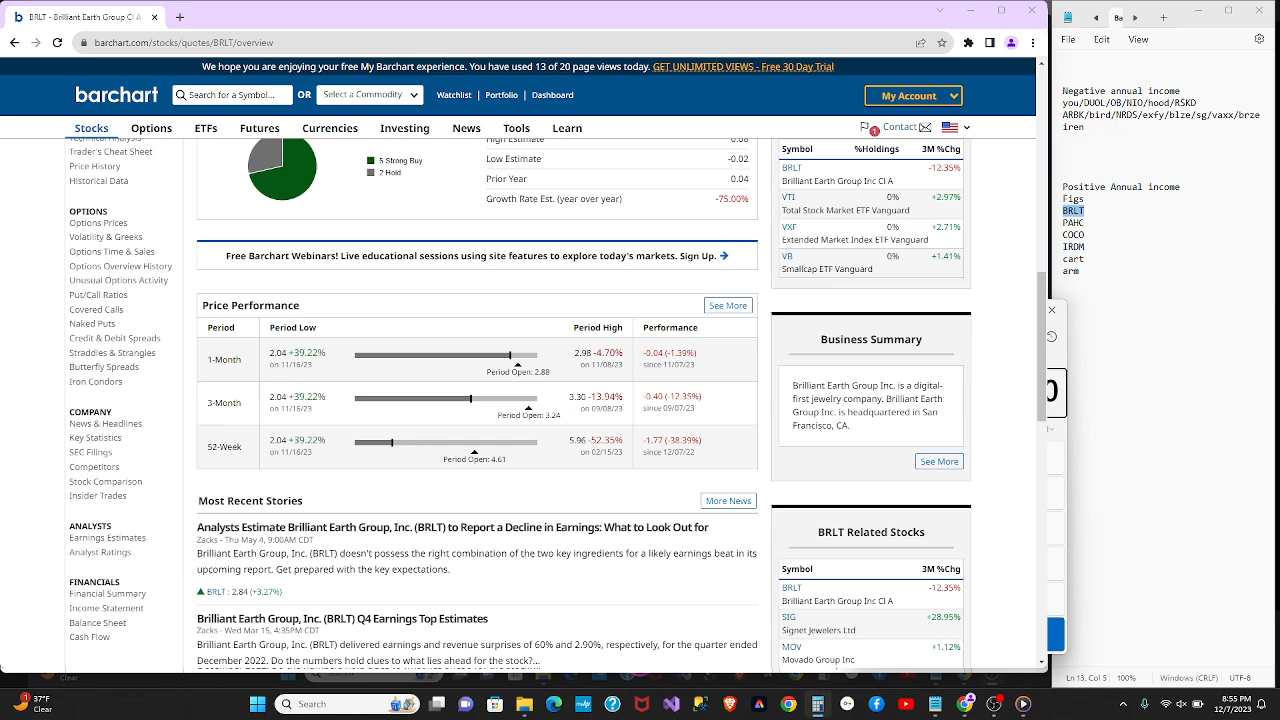 BRLT - Brilliant Earth Group Cl A
barchart.com/stocks/quotes/BRLT/overview
We hope you are enjoying your free My Barchart experience. You have used 13 of 20 page views today. GET UNLIMITED VIEWS - Free 30 Day Trial
barchart
Search for a Symbol...
OR
Select a Commodity
Watchlist | Portfolio | Dashboard
My Account
Stocks Options ETFs Futures Currencies Investing News Tools Learn
1 Contact
Trader's Cheat Sheet
Price History
Historical Data
OPTIONS
Options Prices
Volatility & Greeks
Options Time & Sales
Options Overview History
Unusual Options Activity
Put/Call Ratios
Covered Calls
Naked Puts
Credit & Debit Spreads
Straddles & Strangles
Butterfly Spreads
Iron Condors
COMPANY
News & Headlines
Key Statistics
SEC Filings
Competitors
Stock Comparison
Insider Trades
ANALYSTS
Earnings Estimates
Analyst Ratings
FINANCIALS
Financial Summary
Income Statement
Balance Sheet
Cash Flow
5 Strong Buy
2 Hold
High Estimate 0.08
Low Estimate -0.02
Prior Year 0.04
Growth Rate Est. (year over year) -75.00%
Free Barchart Webinars! Live educational sessions using site features to explore today's markets. Sign Up.
Price Performance
See More
Period Period Low Period High Performance
1-Month 2.04 +39.22% 2.98 -4.70% -0.04 (-1.39%)
on 11/16/23 on 11/08/23 since 11/07/23
Period Open: 2.88
3-Month 2.04 +39.22% 3.30 -13.94% -0.40 (-12.35%)
on 11/16/23 on 09/08/23 since 09/07/23
Period Open: 3.24
52-Week 2.04 +39.22% 5.96 -52.35% -1.77 (-38.39%)
on 11/16/23 on 02/15/23 since 12/07/22
Period Open: 4.61
Most Recent Stories
More News
Analysts Estimate Brilliant Earth Group, Inc. (BRLT) to Report a Decline in Earnings: What to Look Out for
Zacks - Thu May 4, 9:00AM CDT
Brilliant Earth Group, Inc. (BRLT) doesn't possess the right combination of the two key ingredients for a likely earnings beat in its
upcoming report. Get prepared with the key expectations.
BRLT : 2.84 (+3.27%)
Brilliant Earth Group, Inc. (BRLT) Q4 Earnings Top Estimates
Zacks - Wed Mar 15, 4:35PM CDT
Brilliant Earth Group, Inc. (BRLT) delivered earnings and revenue surprises of 60% and 2.90%, respectively, for the quarter ended
December 2022. Do the numbers hold clues to what lies ahead for the stock?...
Symbol %Holdings 3M %Chg
BRLT -12.35%
Brilliant Earth Group Inc Cl A
VTI 0% +2.97%
Total Stock Market ETF Vanguard
VXF 0% +2.71%
Extended Market Index ETF Vanguard
VB 0% +1.41%
Smallcap ETF Vanguard
Business Summary
Brilliant Earth Group Inc. is a digital-
first jewelry company. Brilliant Earth
Group Inc. is headquartered in San
Francisco, CA.
See More
BRLT Related Stocks
Symbol 3M %Chg
BRLT -12.35%
Brilliant Earth Group Inc Cl A
SIG +28.95%
Signet Jewelers Ltd
MOV +1.12%
Movado Group Inc
Ba
File Edit View
Negative annual income
you/DUOL/OB/NIO/hood/RSKD
ARBK/bird/NRDS/exfy/blze/sg/vaxx/brze
iren
Positive Annual income
Figs
BRLT
PAHC
COCO
IRDM
cart
arm
0
Ln 13, Col 5 100% Windows (CRLF) UTF-8
1 37°F
Clear
Search
8:55 PM
12/7/2023